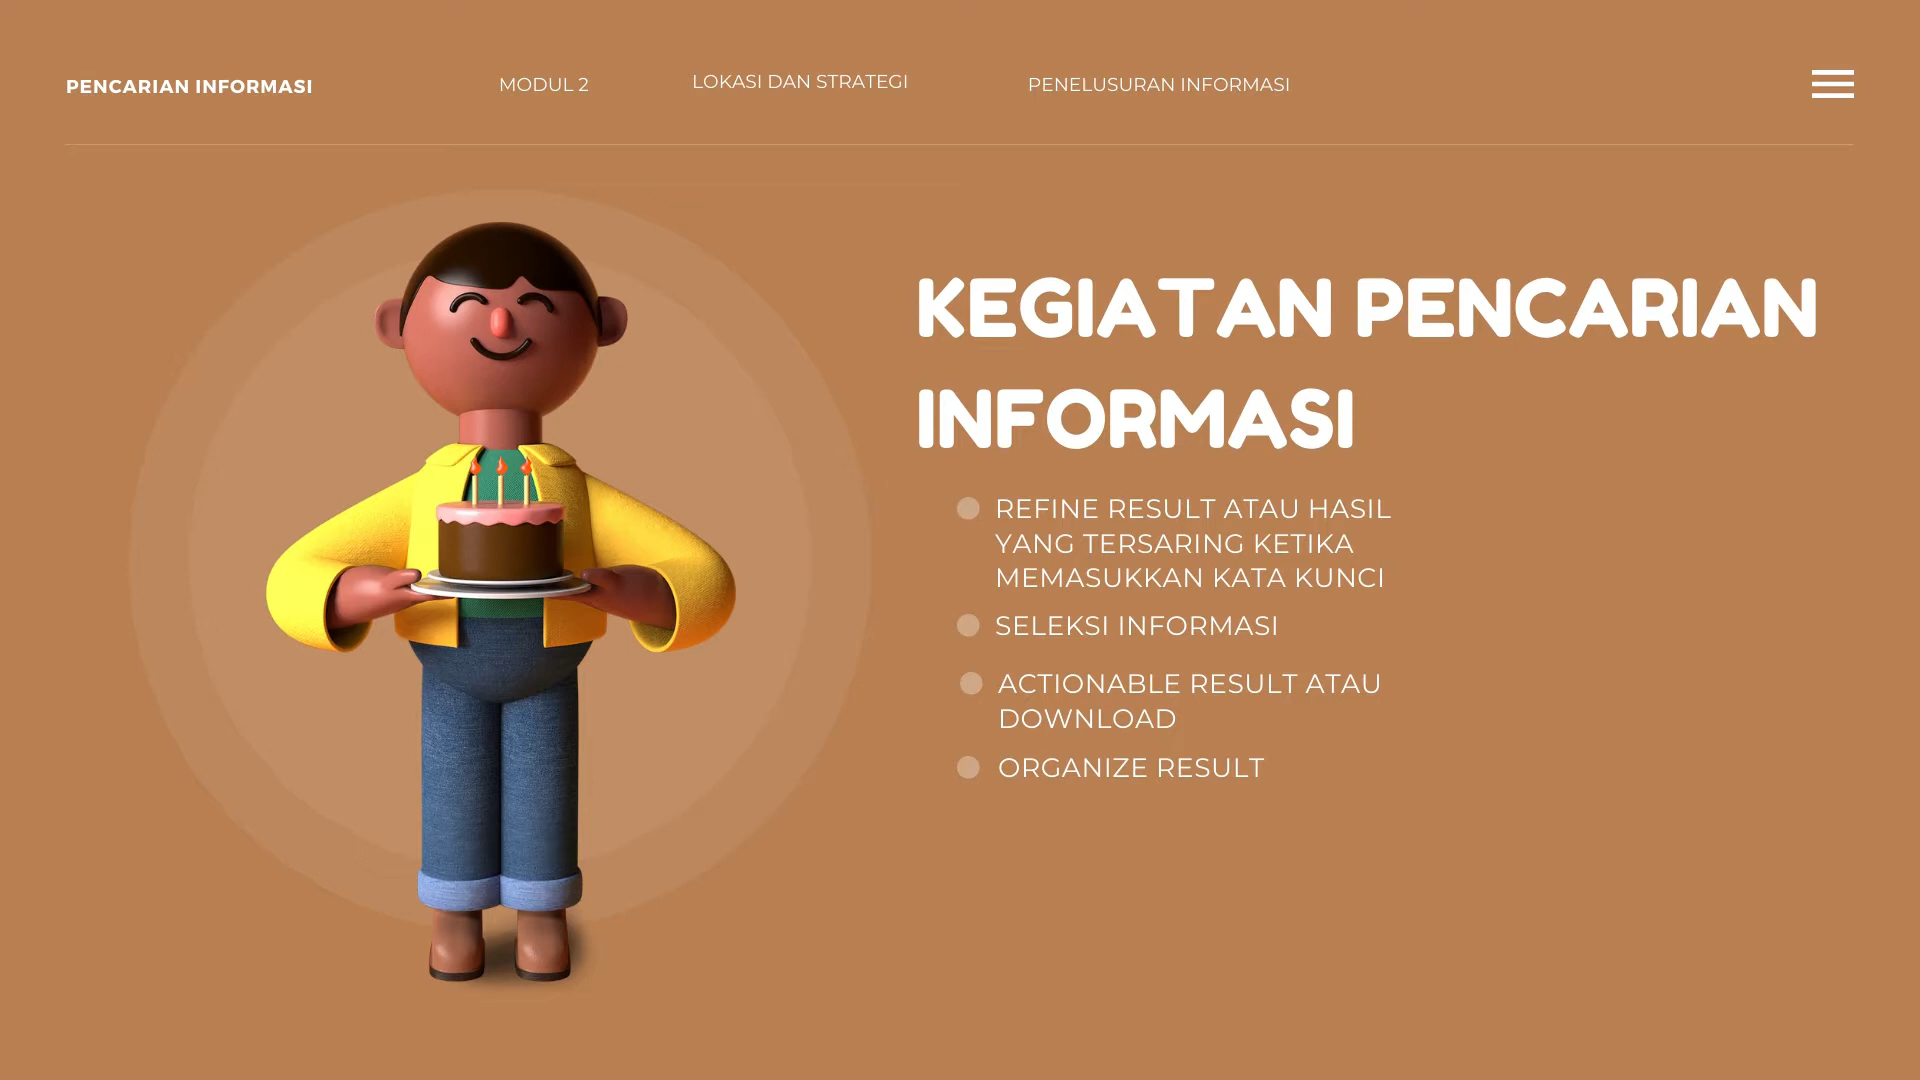 PENCARIAN INFORMASI
MODUL 2
LOKASI DAN STRATEGI
PENELUSURAN INFORMASI
KEGIATAN PENCARIAN
INFORMASI
REFINE RESULT ATAU HASIL
YANG TERSARING KETIKA
MEMASUKKAN KATA KUNCI
SELEKSI INFORMASI
ACTIONABLE RESULT ATAU
DOWNLOAD
ORGANIZE RESULT